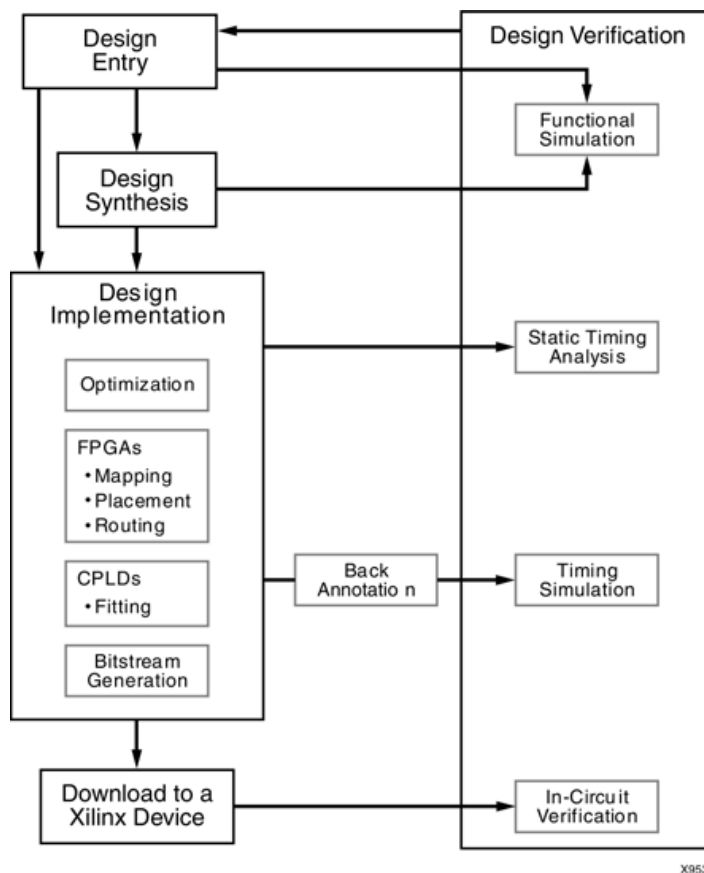 Design
Entry
Design Verification
Functional
Simulation
Design
Synthesis
Design
Implementation
Optimization
FPGAs
• Mapping
• Placement
• Routing
CPLDs
• Fitting
Bitstream
Generation
Static Timing
Analysis
Back
Annotatio n
Timing
Simulation
Download to a
Xilinx Device
In-Circuit
Verification